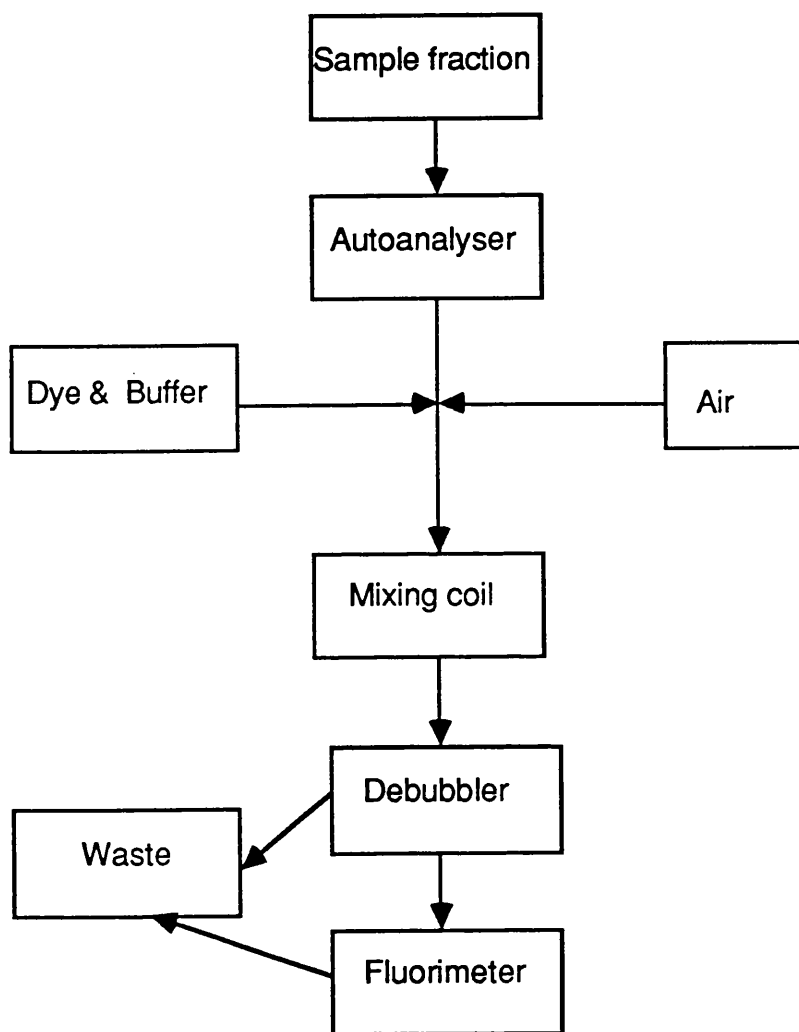 Sample fraction
Autoanalyser
Dye & Buffer
Air
Mixing coil
Debubbler
Waste
Fluorimeter